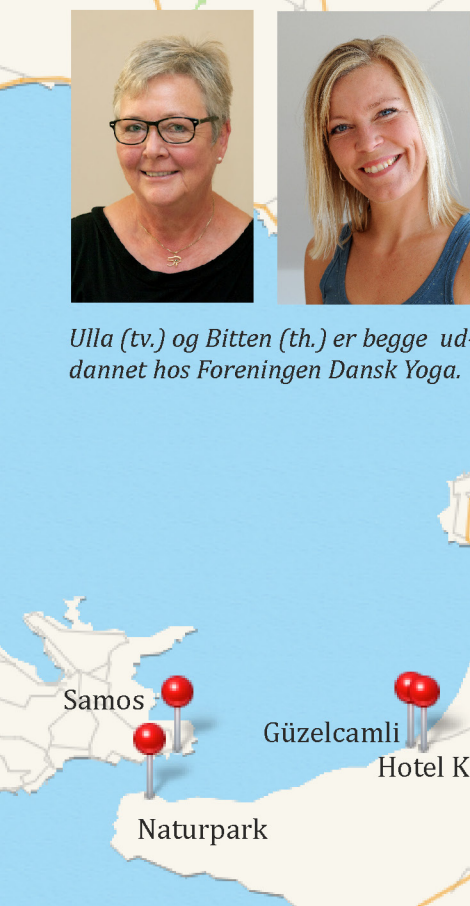 Ulla (tv.) og Bitten (th.) er begge ud-
dannet hos Foreningen Dansk Yoga.
Samos
Güzelcamli
Hotel K
Naturpark